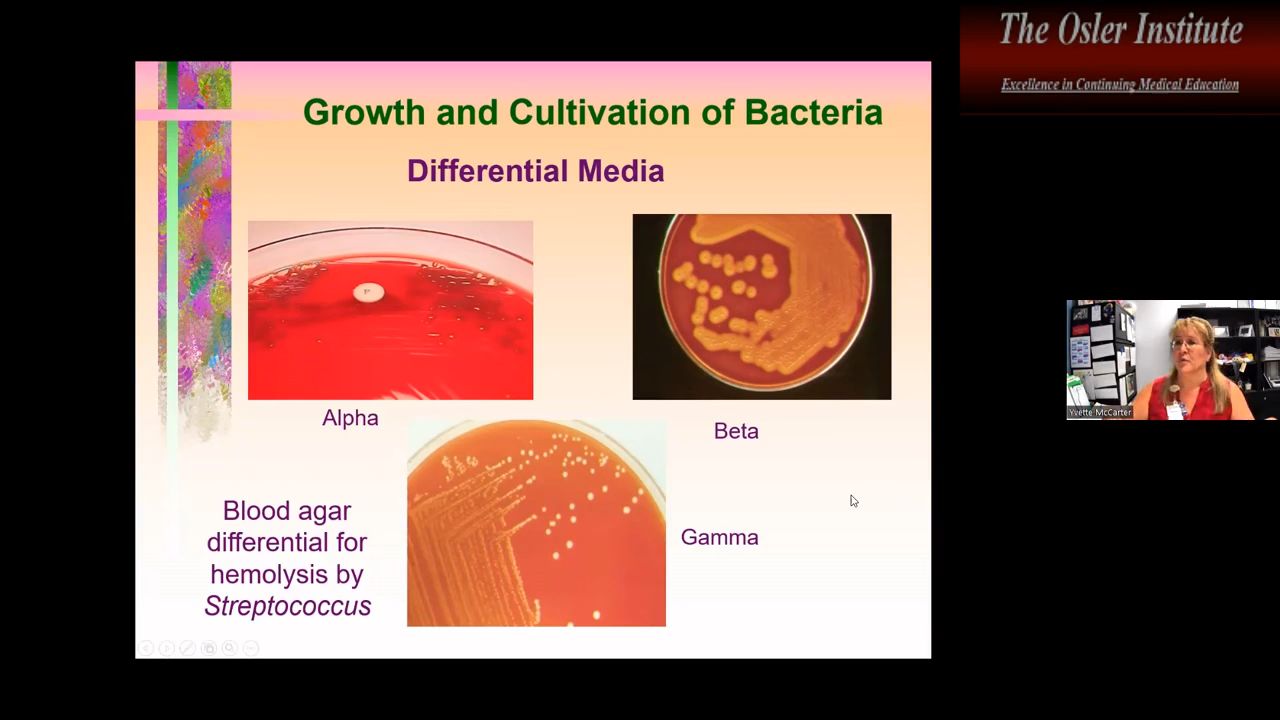 The Osler Institute
Excellence in Continuing Medical Education
Growth and Cultivation of Bacteria
Differential Media
Alpha
Beta
Gamma
Blood agar
differential for
hemolysis by
Streptococcus
Yvette McCarter